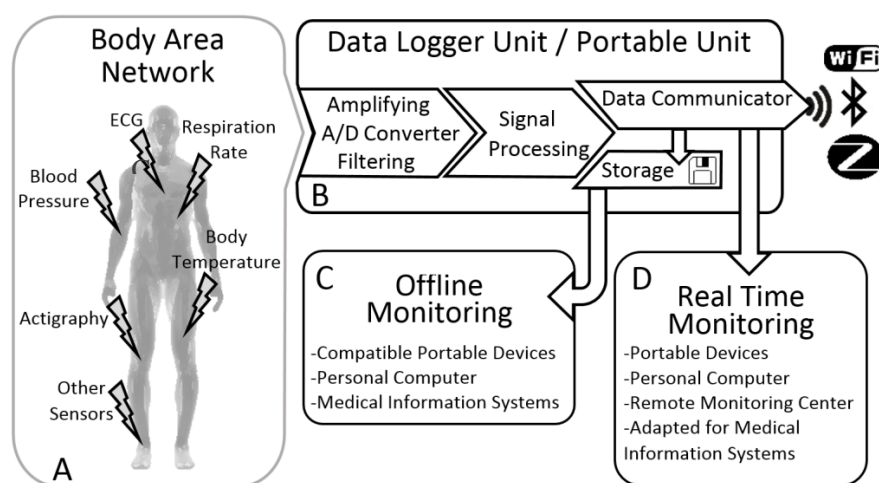 Body Area
Network
ECG
Respiration
Rate
Blood
Pressure
Body
Temperature
Actigraphy
Other
Sensors
A
Data Logger Unit / Portable Unit
Amplifying
A/D Converter
Filtering
Signal
Processing
Data Communicator
Storage
B
WiFi
Z
C
Offline
Monitoring
-Compatible Portable Devices
-Personal Computer
-Medical Information Systems
D
Real Time
Monitoring
-Portable Devices
-Personal Computer
-Remote Monitoring Center
-Adapted for Medical
Information Systems